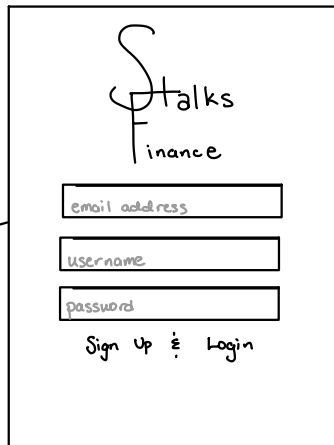 Stalks
Finance
email address
username
password
Sign Up & Login